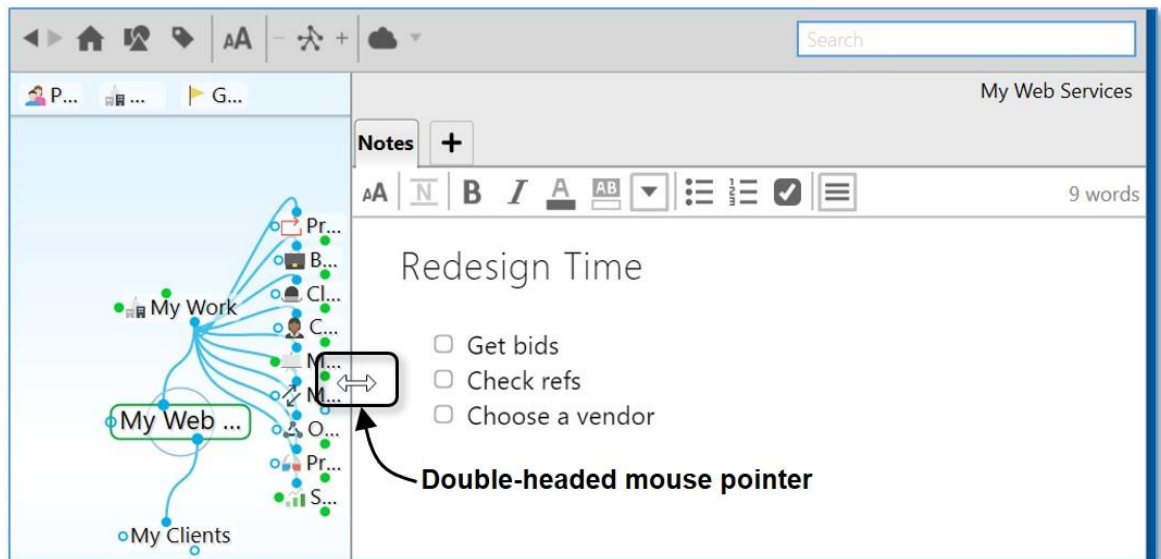 AA
Search
P...
...
G...
My Web Services
Notes
AA N B I A AB
9 words
Redesign Time
Get bids
Check refs
Choose a vendor
Double-headed mouse pointer
Pr...
B...
Cl...
My Work
C...
M...
M...
My Web ...
O...
Pr...
S...
My Clients